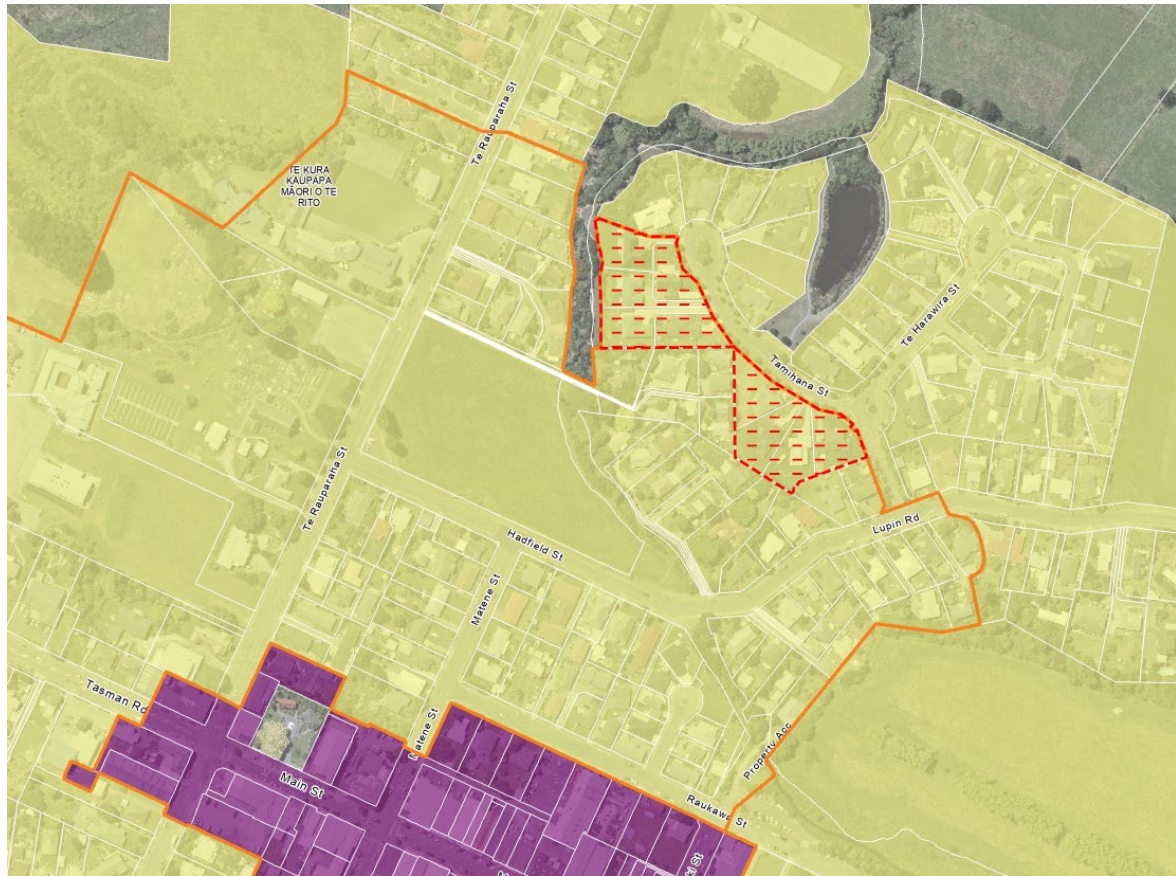 Te Rauparaha St
TE KURA
KAUPAPA
MĀORI O TE
RITO
Te Harawira St
Tamihana St
Te Rauparaha St
Lupin Rd
Hadfield St
Matene St
Tasman Rd
Matene St
Property Acc
Main St
Raukawa St